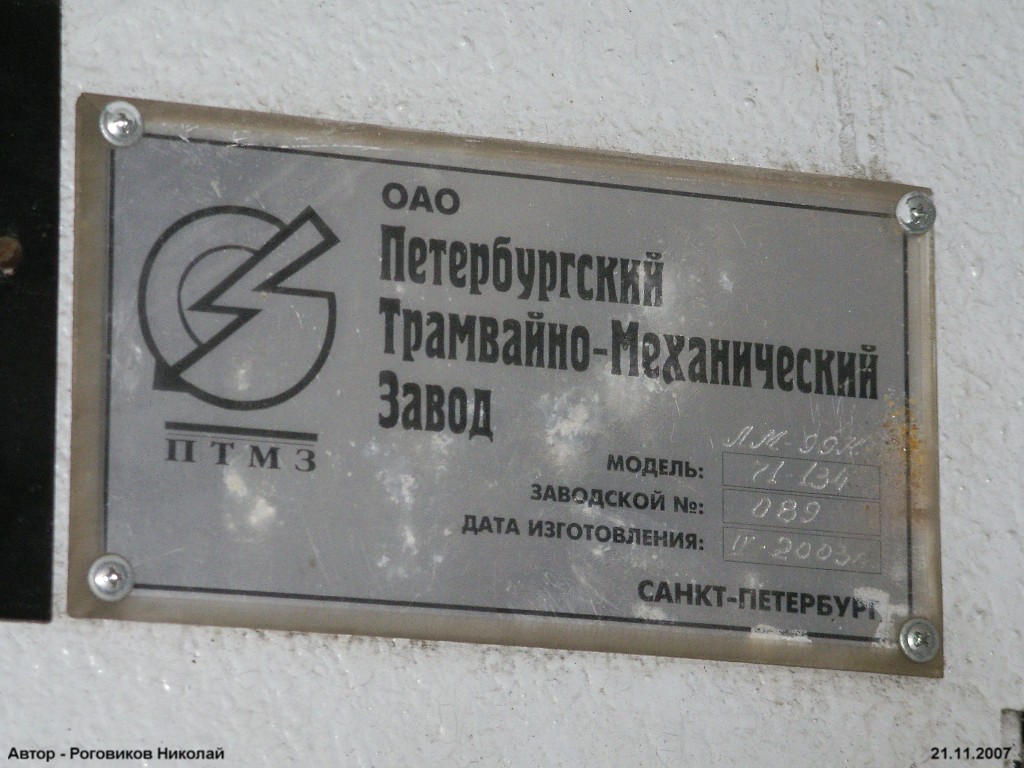 ОАО
Петербургский
Трамвайно-Механический
Завод
ПТМЗ
ЛМ-99К
МОДЕЛЬ: 71-134
ЗАВОДСКОЙ №: 089
ДАТА ИЗГОТОВЛЕНИЯ: IV-2003г.
САНКТ-ПЕТЕРБУРГ
Автор - Роговиков Николай
21.11.2007